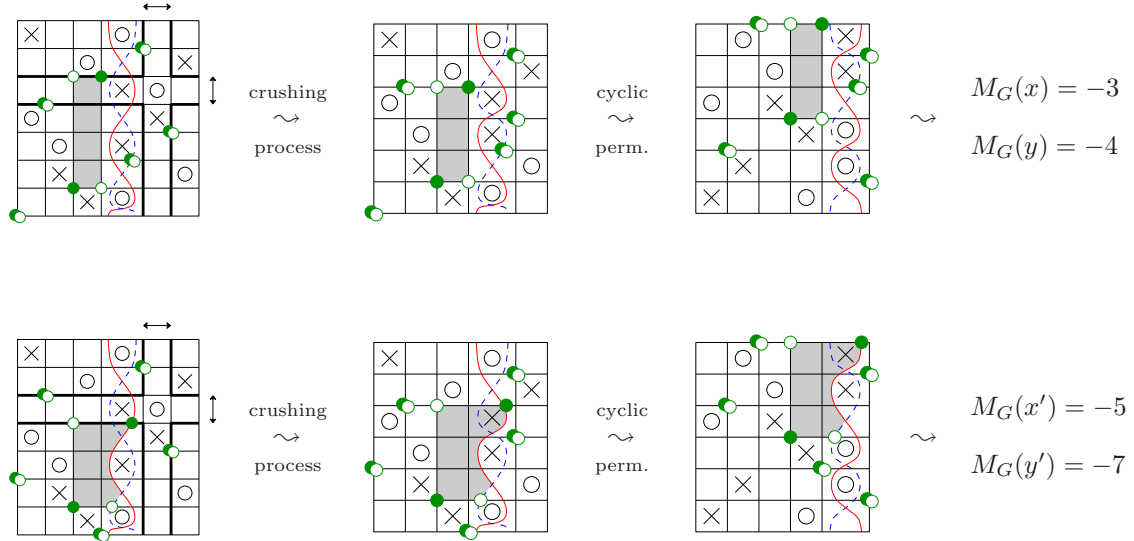 crushing
⤳
process
cyclic
⤳
perm.
⤳
M_G(x) = −3
M_G(y) = −4
crushing
⤳
process
cyclic
⤳
perm.
⤳
M_G(x′) = −5
M_G(y′) = −7